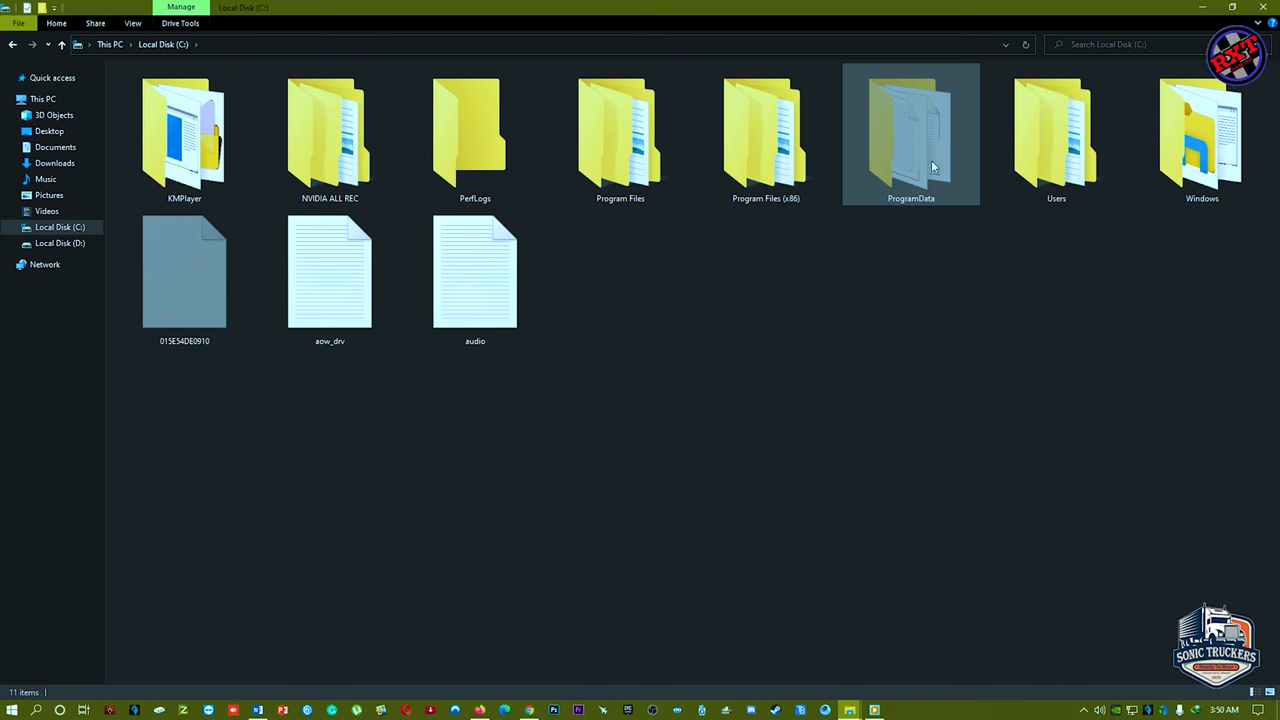 Manage
Local Disk (C:)
File
Home
Share
View
Drive Tools
This PC
Local Disk (C:)
Search Local Disk (C:)
RXT
Quick access
This PC
3D Objects
Desktop
Documents
Downloads
Music
Pictures
Videos
Local Disk (C:)
Local Disk (D:)
Network
KMPlayer
NVIDIA ALL REC
PerfLogs
Program Files
Program Files (x86)
ProgramData
Users
Windows
015E54DE0910
aow_drv
audio
SONIC TRUCKERS
11 items
3:50 AM